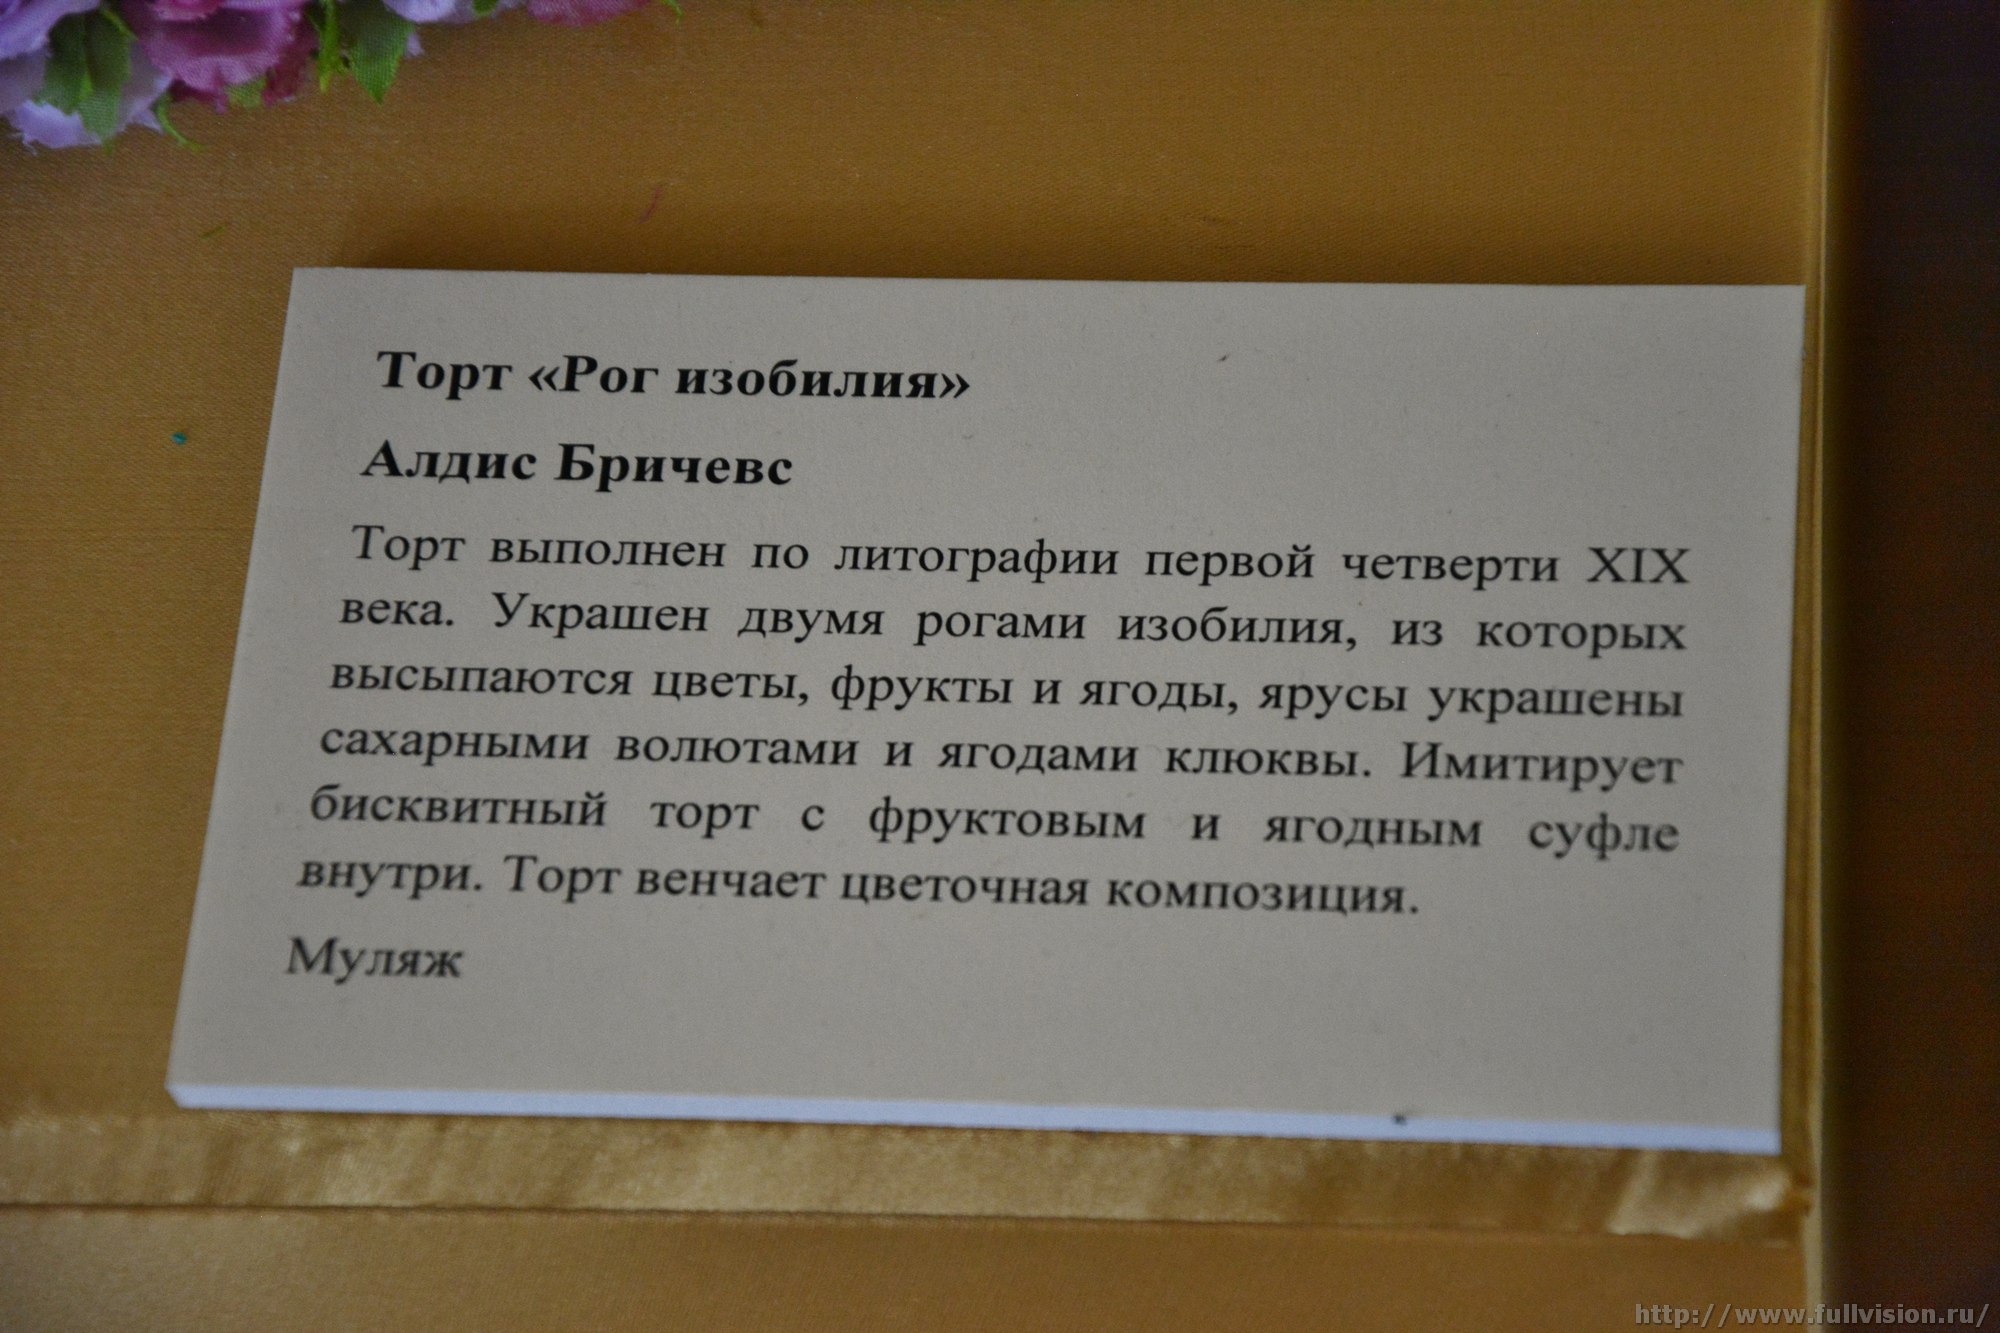 Торт «Рог изобилия»
Алдис Бричевс
Торт выполнен по литографии первой четверти XIX
века. Украшен двумя рогами изобилия, из которых
высыпаются цветы, фрукты и ягоды, ярусы украшены
сахарными волютами и ягодами клюквы. Имитирует
бисквитный торт с фруктовым и ягодным суфле
внутри. Торт венчает цветочная композиция.
Муляж
http://www.fullvision.ru/